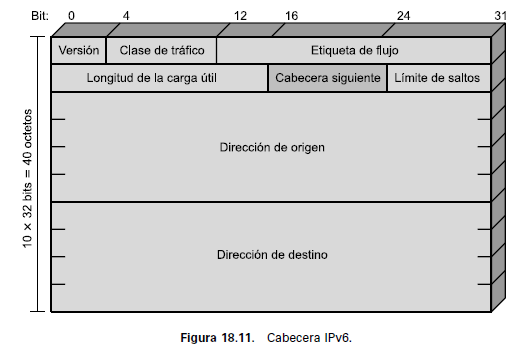 Bit: 0 4 12 16 24 31
Versión Clase de tráfico Etiqueta de flujo
Longitud de la carga útil Cabecera siguiente Límite de saltos
Dirección de origen
10 × 32 bits = 40 octetos
Dirección de destino
Figura 18.11. Cabecera IPv6.